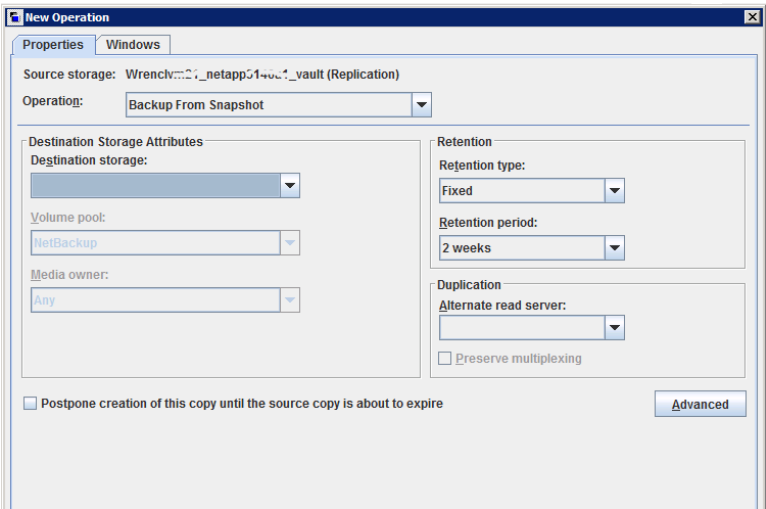 New Operation
Properties Windows
Source storage: (Replication)
Operation: Backup From Snapshot
Destination Storage Attributes
Destination storage:
Volume pool:
NetBackup
Media owner:
Any
Retention
Retention type:
Fixed
Retention period:
2 weeks
Duplication
Alternate read server:
Preserve multiplexing
Postpone creation of this copy until the source copy is about to expire
Advanced